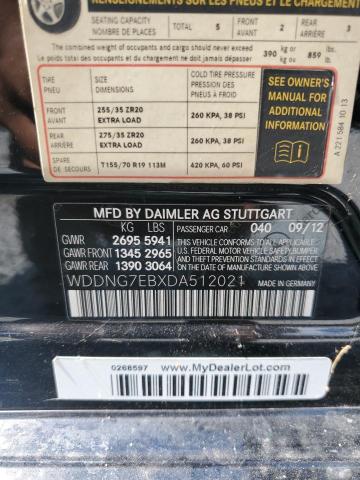 RENSEIGNEMENTS SUR LES PNEUS ET LE CHARGEMENT
SEATING CAPACITY
NOMBRE DE PLACES
TOTAL 5
FRONT
AVANT 2
REAR
ARRIÈRE 3
The combined weight of occupants and cargo should never exceed
Le poids total des occupants et du chargement ne doit jamais dépasser
390 kg or kg ou 859 lbs. lb.
TIRE
PNEU
SIZE
DIMENSIONS
COLD TIRE PRESSURE
PRESSION DES PNEUS À FROID
FRONT
AVANT
255/35 ZR20
EXTRA LOAD
260 KPA, 38 PSI
REAR
ARRIÈRE
275/35 ZR20
EXTRA LOAD
260 KPA, 38 PSI
SPARE
DE SECOURS
T155/70 R19 113M
420 KPA, 60 PSI
SEE OWNER'S
MANUAL FOR
ADDITIONAL
INFORMATION
A 221 584 10 13
MFD BY DAIMLER AG STUTTGART
KG LBS PASSENGER CAR 040 09/12
GVWR 2695 5941
GAWR FRONT 1345 2965
GAWR REAR 1390 3064
THIS VEHICLE CONFORMS TO ALL
APPLICABLE U.S. FEDERAL
MOTOR VEHICLE SAFETY, BUMPER,
AND THEFT PREVENTION
STANDARDS IN EFFECT ON THE DATE
OF MANUFACTURE SHOWN ABOVE.
WDDNG7EBXDA512021
0268597 www.MyDealerLot.com